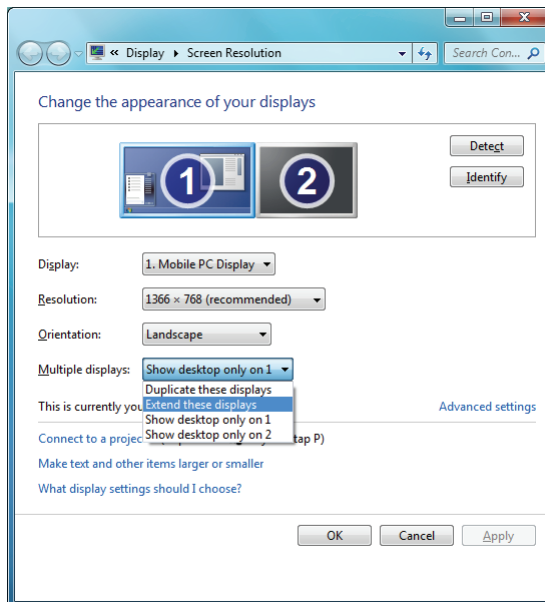 « Display ▸ Screen Resolution Search Con...
Change the appearance of your displays
1 2
Detect
Identify
Display: 1. Mobile PC Display
Resolution: 1366 × 768 (recommended)
Orientation: Landscape
Multiple displays: Show desktop only on 1
Duplicate these displays
Extend these displays
Show desktop only on 1
Show desktop only on 2
This is currently you Advanced settings
Connect to a projec tap P)
Make text and other items larger or smaller
What display settings should I choose?
OK Cancel Apply